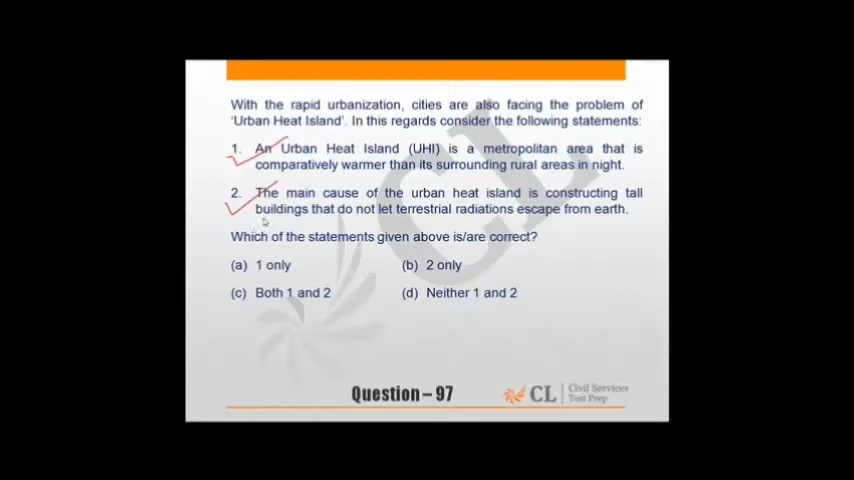 With the rapid urbanization, cities are also facing the problem of
‘Urban Heat Island’. In this regards consider the following statements:
1. An Urban Heat Island (UHI) is a metropolitan area that is
comparatively warmer than its surrounding rural areas in night.
2. The main cause of the urban heat island is constructing tall
buildings that do not let terrestrial radiations escape from earth.
Which of the statements given above is/are correct?
(a) 1 only (b) 2 only
(c) Both 1 and 2 (d) Neither 1 and 2
CL
Question – 97
CL Civil Services
Test Prep